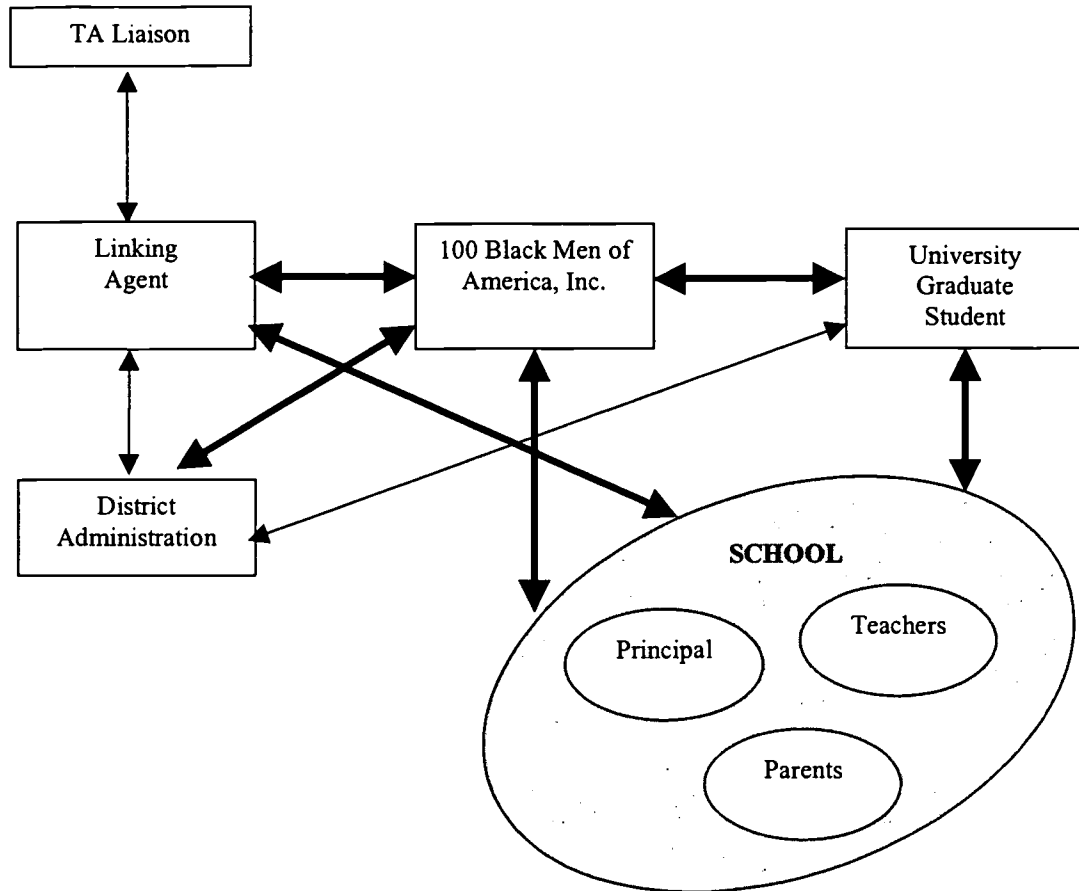 TA Liaison
Linking
Agent
100 Black Men of
America, Inc.
University
Graduate
Student
District
Administration
SCHOOL
Principal
Teachers
Parents